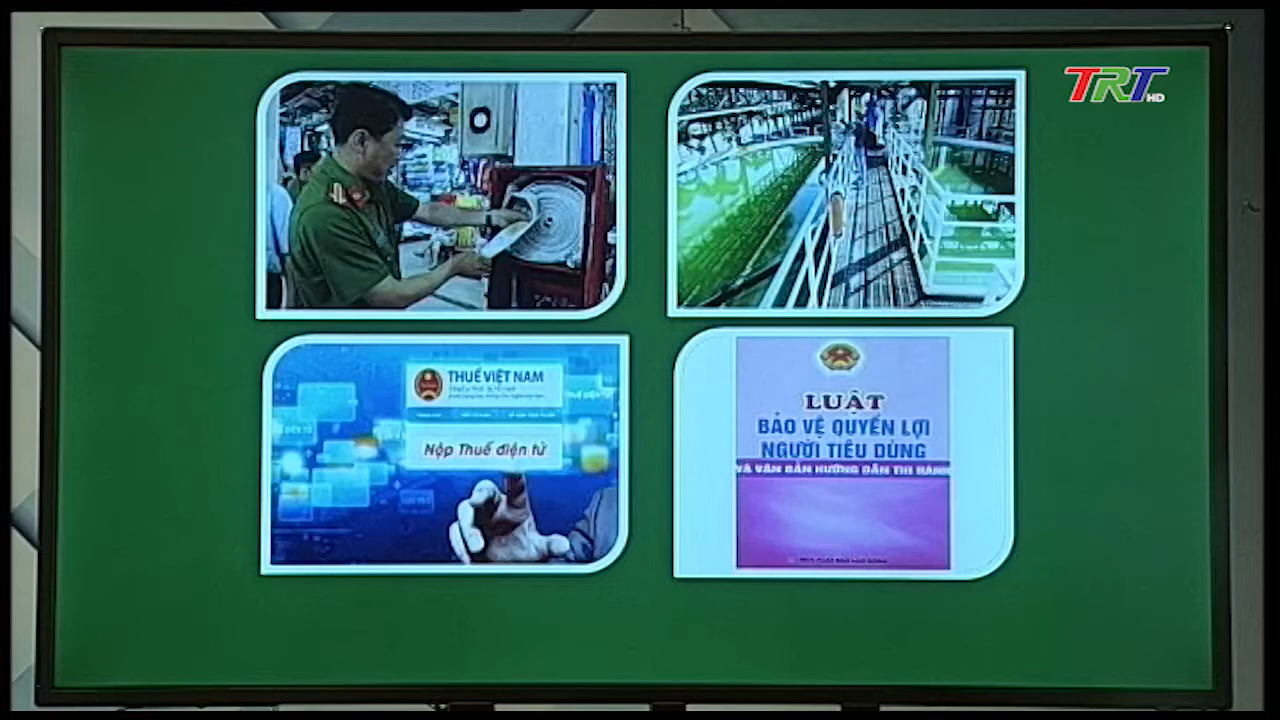 TRT HD
THUẾ VIỆT NAM
Nộp Thuế điện tử
LUẬT
BẢO VỆ QUYỀN LỢI
NGƯỜI TIÊU DÙNG
VÀ VĂN BẢN HƯỚNG DẪN THI HÀNH